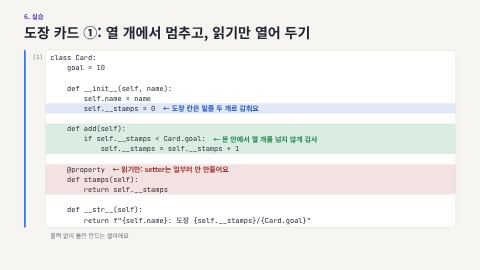 6. 실습
도장 카드 ①: 열 개에서 멈추고, 읽기만 열어 두기
[1] class Card:
goal = 10
def __init__(self, name):
self.name = name
self.__stamps = 0 ← 도장 칸은 밑줄 두 개로 감춰요
def add(self):
if self.__stamps < Card.goal: ← 문 안에서 열 개를 넘지 않게 검사
self.__stamps = self.__stamps + 1
@property ← 읽기만: setter는 일부러 안 만들어요
def stamps(self):
return self.__stamps
def __str__(self):
return f"{self.name}: 도장 {self.__stamps}/{Card.goal}"
출력 없이 틀만 만드는 셀이에요